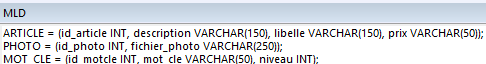 MLD
ARTICLE = (id_article INT, description VARCHAR(150), libelle VARCHAR(150), prix VARCHAR(50));
PHOTO = (id_photo INT, fichier_photo VARCHAR(250));
MOT_CLE = (id_motcle INT, mot_cle VARCHAR(50), niveau INT);